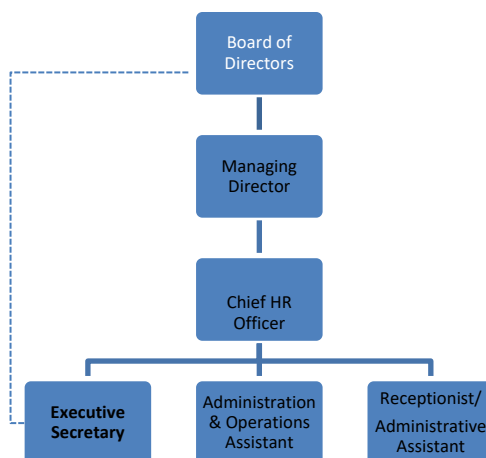 Board of
Directors
Managing
Director
Chief HR
Officer
Executive
Secretary
Administration
& Operations
Assistant
Receptionist/
Administrative
Assistant